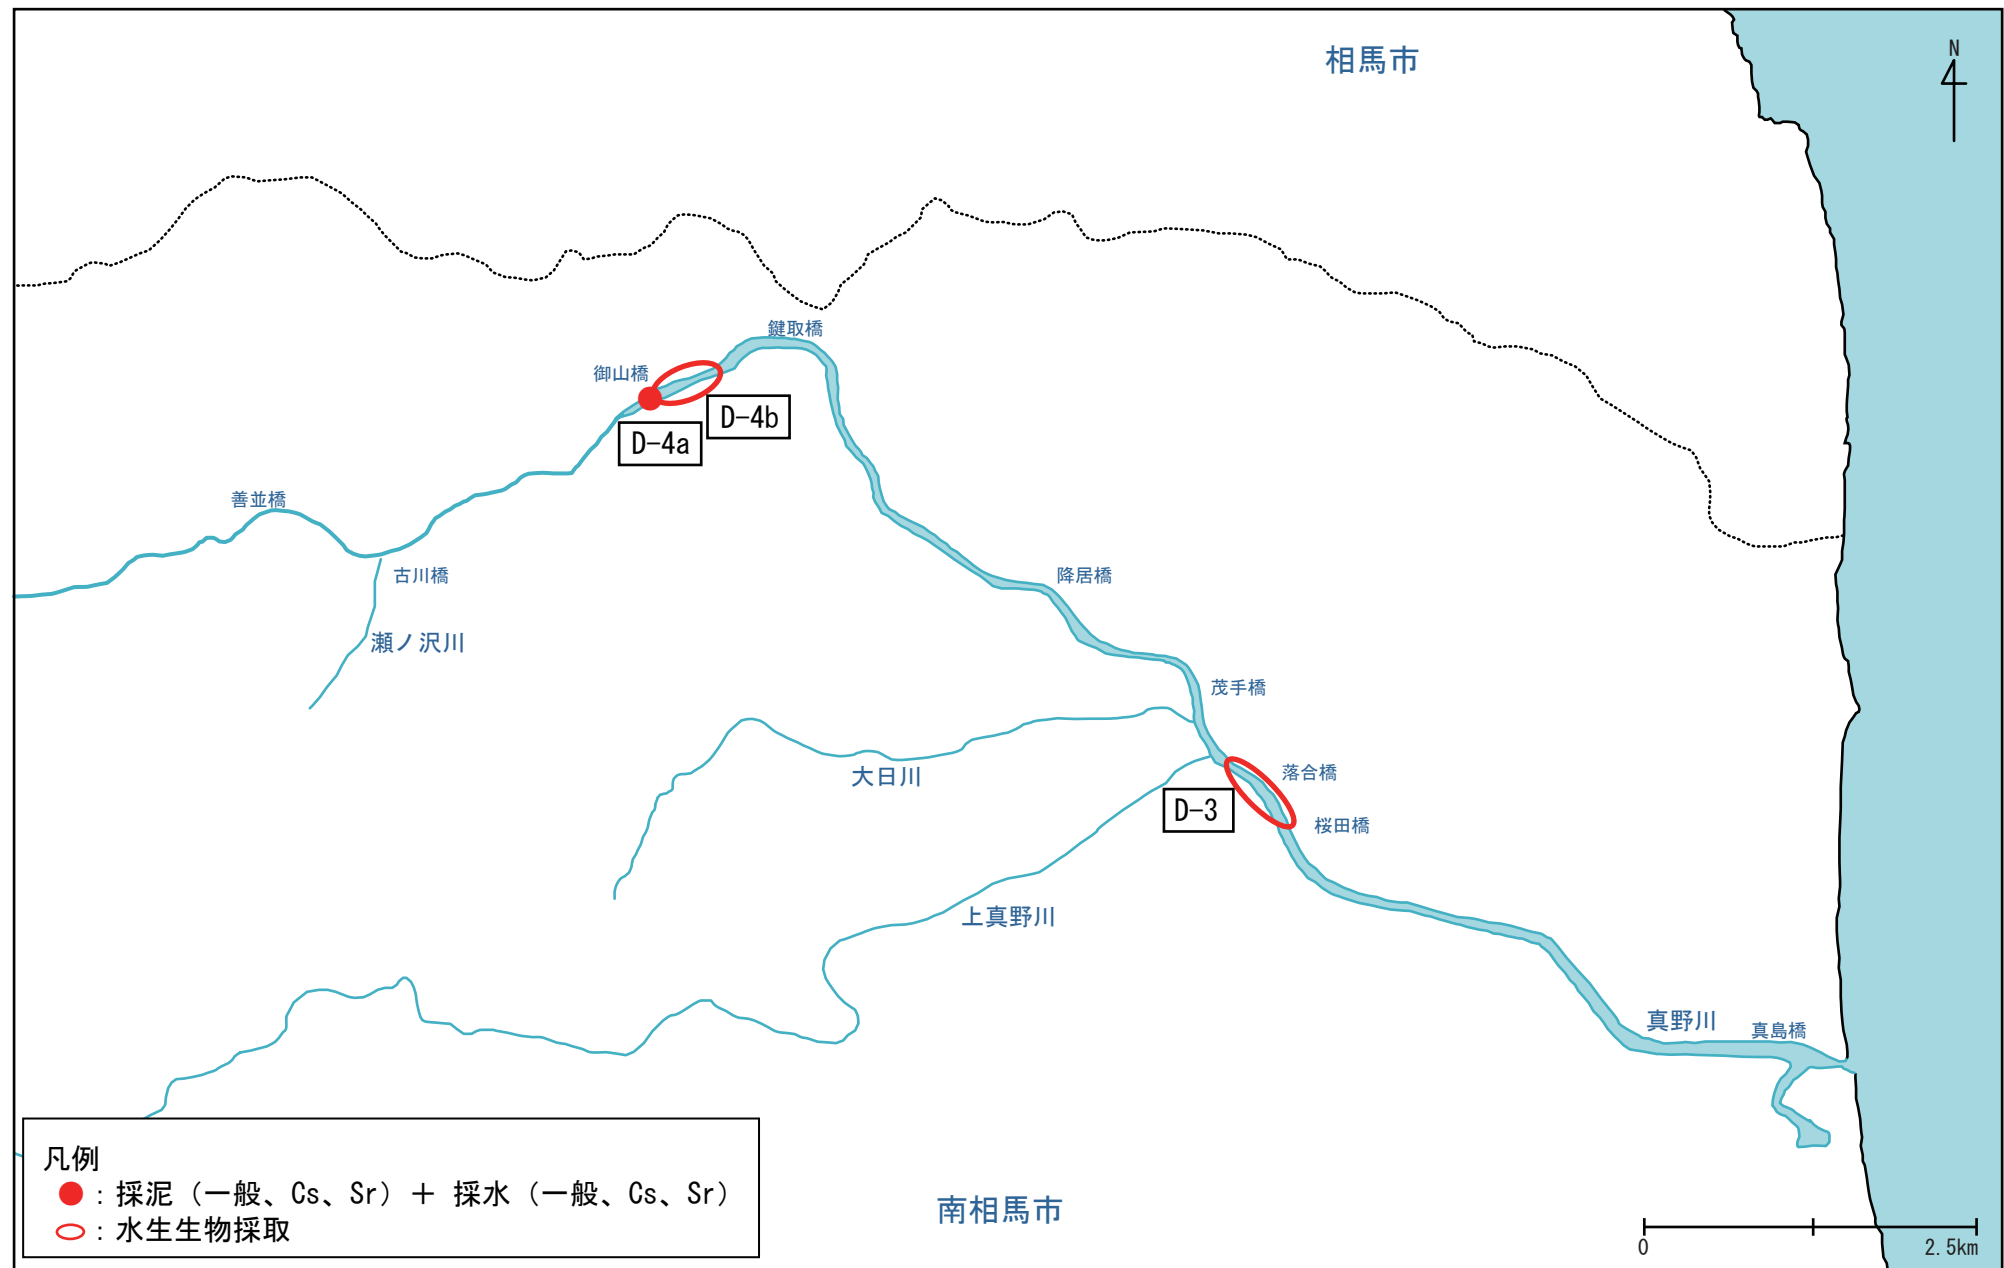 相馬市
N
鍵取橋
御山橋
D-4b
D-4a
善並橋
古川橋
降居橋
瀬ノ沢川
茂手橋
大日川
落合橋
D-3
桜田橋
上真野川
真野川
真島橋
凡例
：採泥（一般、Cs、Sr）＋ 採水（一般、Cs、Sr）
：水生生物採取
南相馬市
0
2.5km